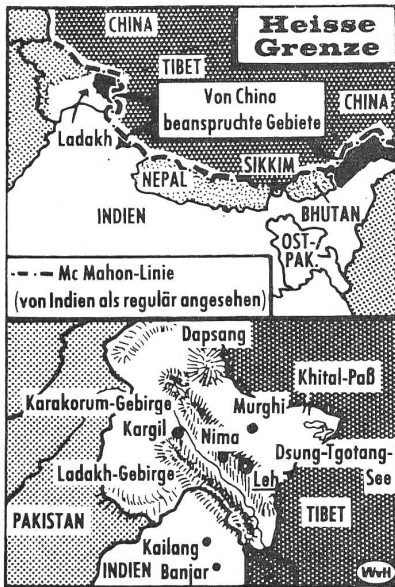 Heisse
Grenze
CHINA
TIBET
Von China
beanspruchte Gebiete
CHINA
Ladakh
SIKKIM
NEPAL
BHUTAN
INDIEN
OST-
PAK.
Mc Mahon-Linie
(von Indien als regulär angesehen)
Dapsang
Khital-Paß
Karakorum-Gebirge
Murghi
Kargil
Nima
Dsung-Tgotang-
See
Ladakh-Gebirge
Leh
TIBET
PAKISTAN
Kailang
INDIEN
Banjar